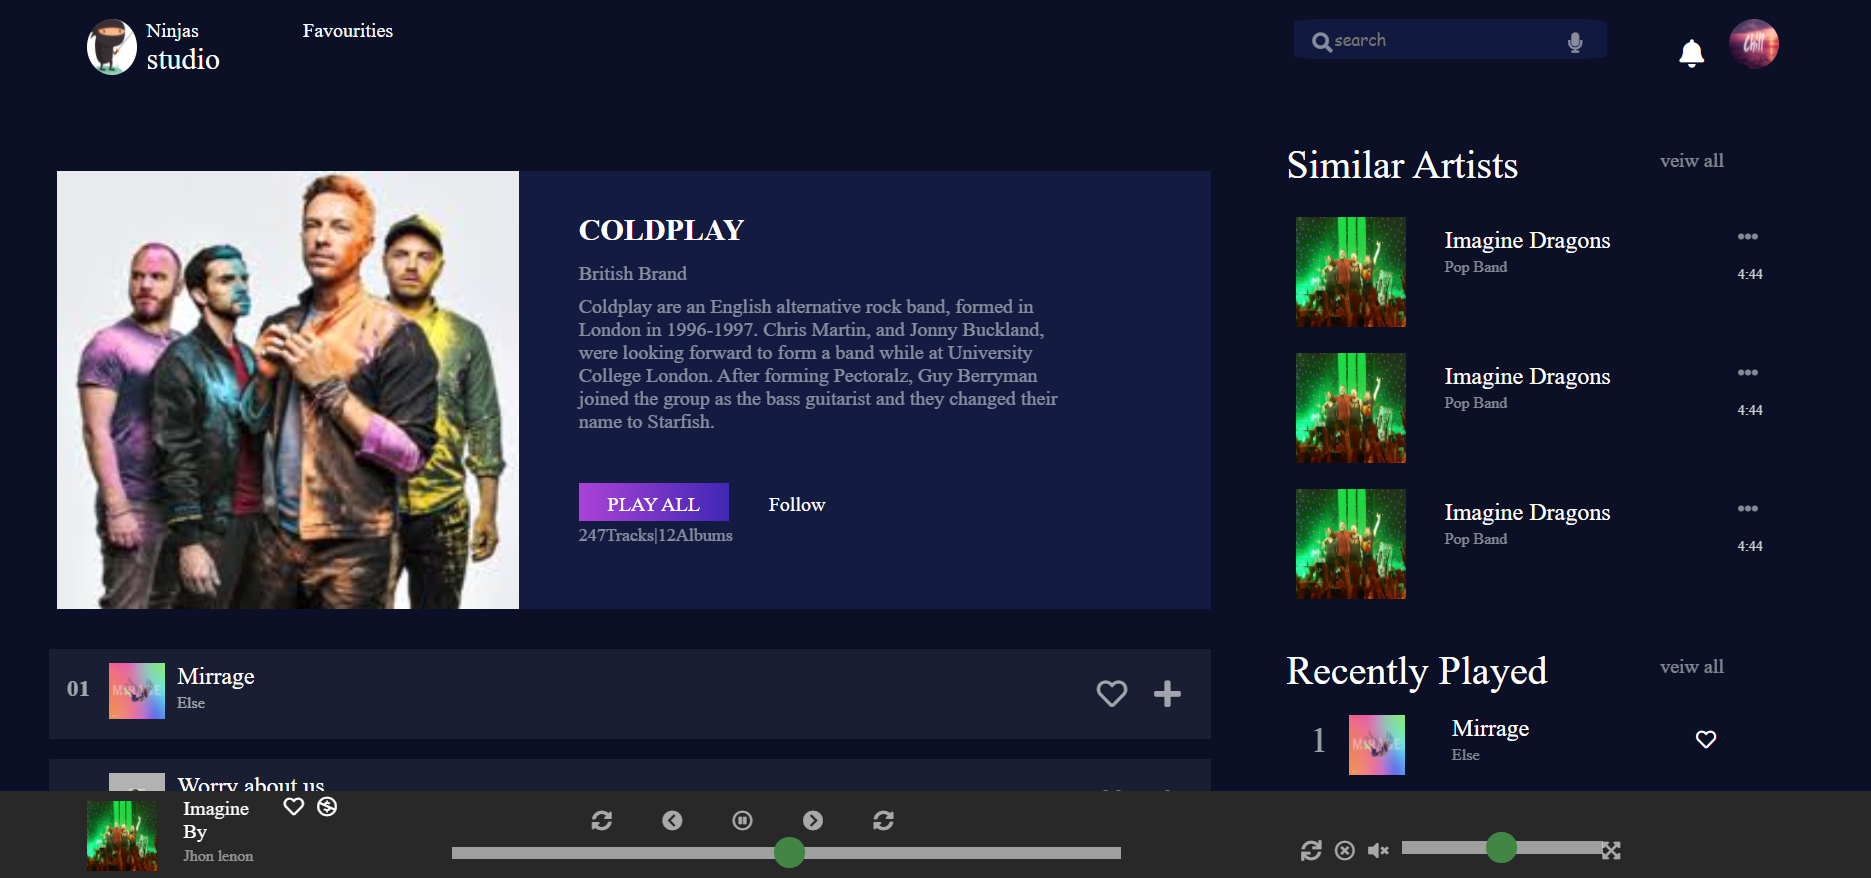 Ninjas
studio
Favourities
search
Chill
COLDPLAY
British Brand
Coldplay are an English alternative rock band, formed in
London in 1996-1997. Chris Martin, and Jonny Buckland,
were looking forward to form a band while at University
College London. After forming Pectoralz, Guy Berryman
joined the group as the bass guitarist and they changed their
name to Starfish.
PLAY ALL
Follow
247Tracks|12Albums
Similar Artists
veiw all
Imagine Dragons
Pop Band
4:44
Imagine Dragons
Pop Band
4:44
Imagine Dragons
Pop Band
4:44
01
MIRRAGE
Mirrage
Else
Worry about us
Recently Played
veiw all
1
MIRRAGE
Mirrage
Else
Imagine
By
Jhon lenon